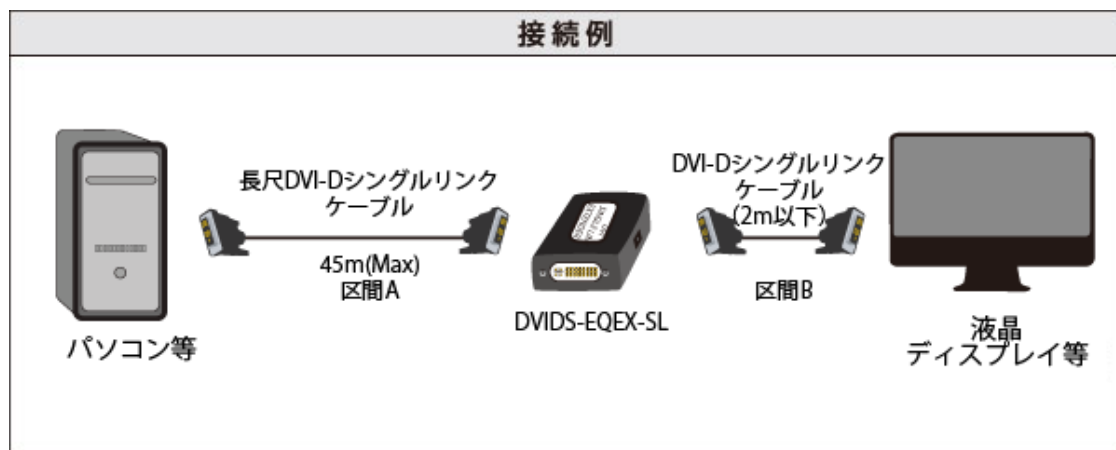 接続例
長尺DVI-Dシングルリンク
ケーブル
45m(Max)
区間A
DVI-Dシングルリンク
ケーブル
(2m以下)
区間B
DVIDS-EQEX-SL
パソコン等
液晶
ディスプレイ等